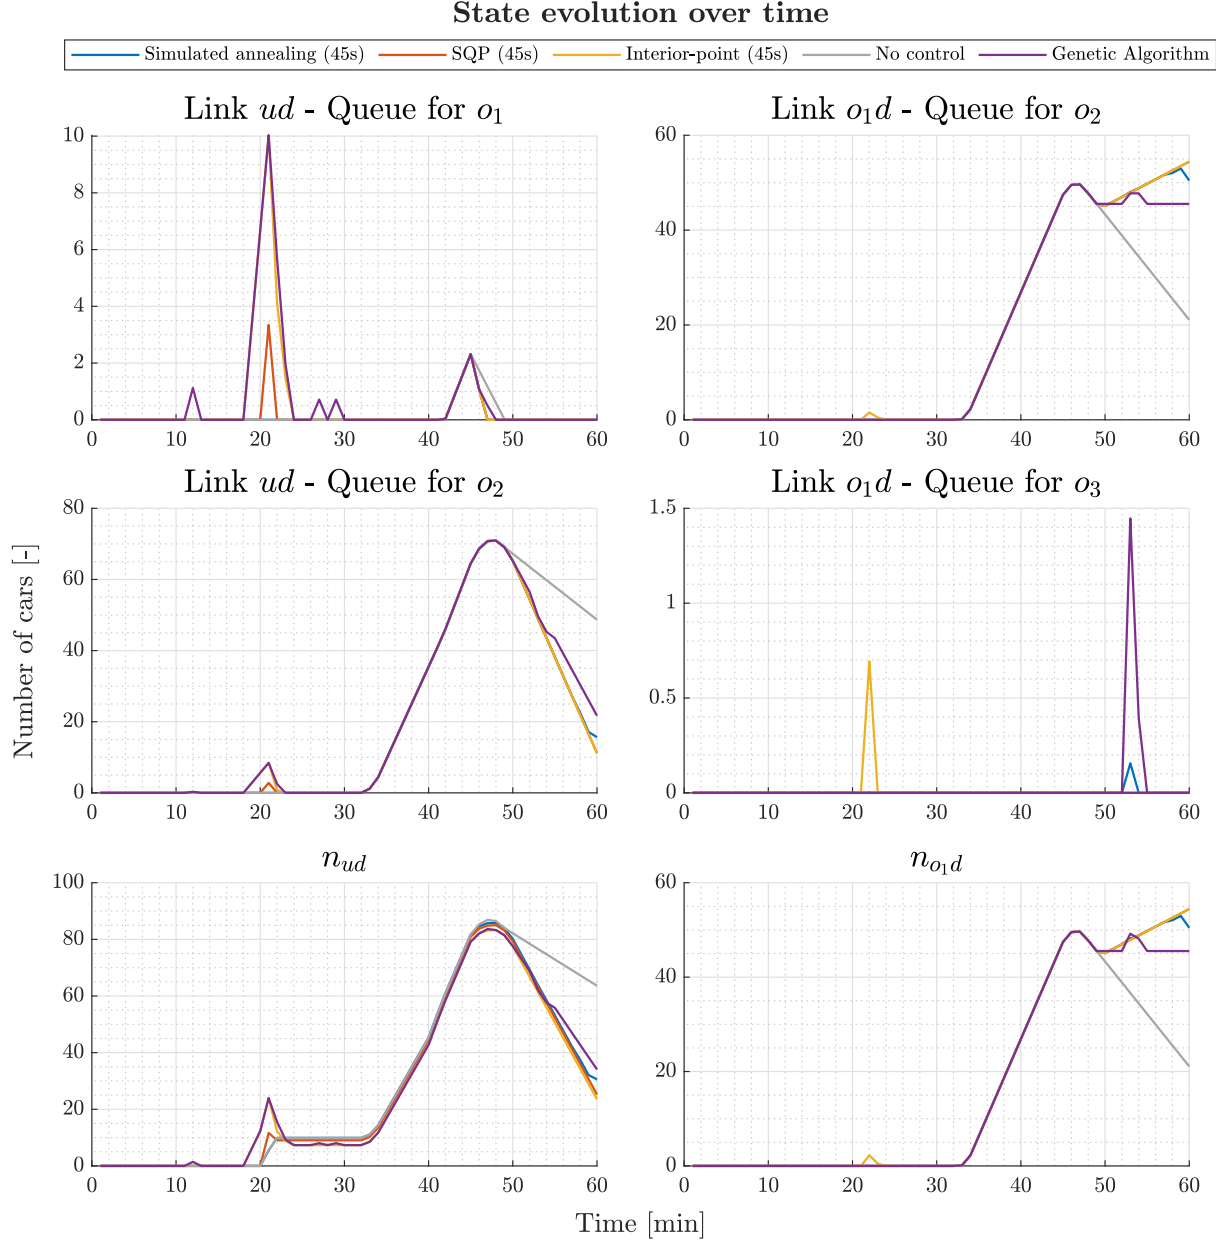 State evolution over time
Simulated annealing (45s) SQP (45s) Interior-point (45s) No control Genetic Algorithm
Link ud - Queue for o₁
10
8
6
4
2
0
0 10 20 30 40 50 60
Link o₁d - Queue for o₂
60
40
20
0
0 10 20 30 40 50 60
Link ud - Queue for o₂
80
60
40
20
0
0 10 20 30 40 50 60
Link o₁d - Queue for o₃
1.5
1
0.5
0
0 10 20 30 40 50 60
n_ud
100
80
60
40
20
0
0 10 20 30 40 50 60
n_o₁d
60
40
20
0
0 10 20 30 40 50 60
Number of cars [-]
Time [min]